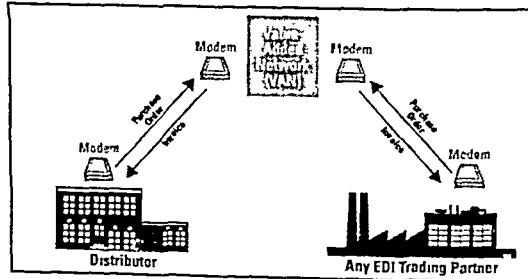 Value-
Added
Network
(VAN)
Modem
Modem
Purchase
Order
Invoice
Purchase
Order
Invoice
Modem
Modem
Distributor
Any EDI Trading Partner